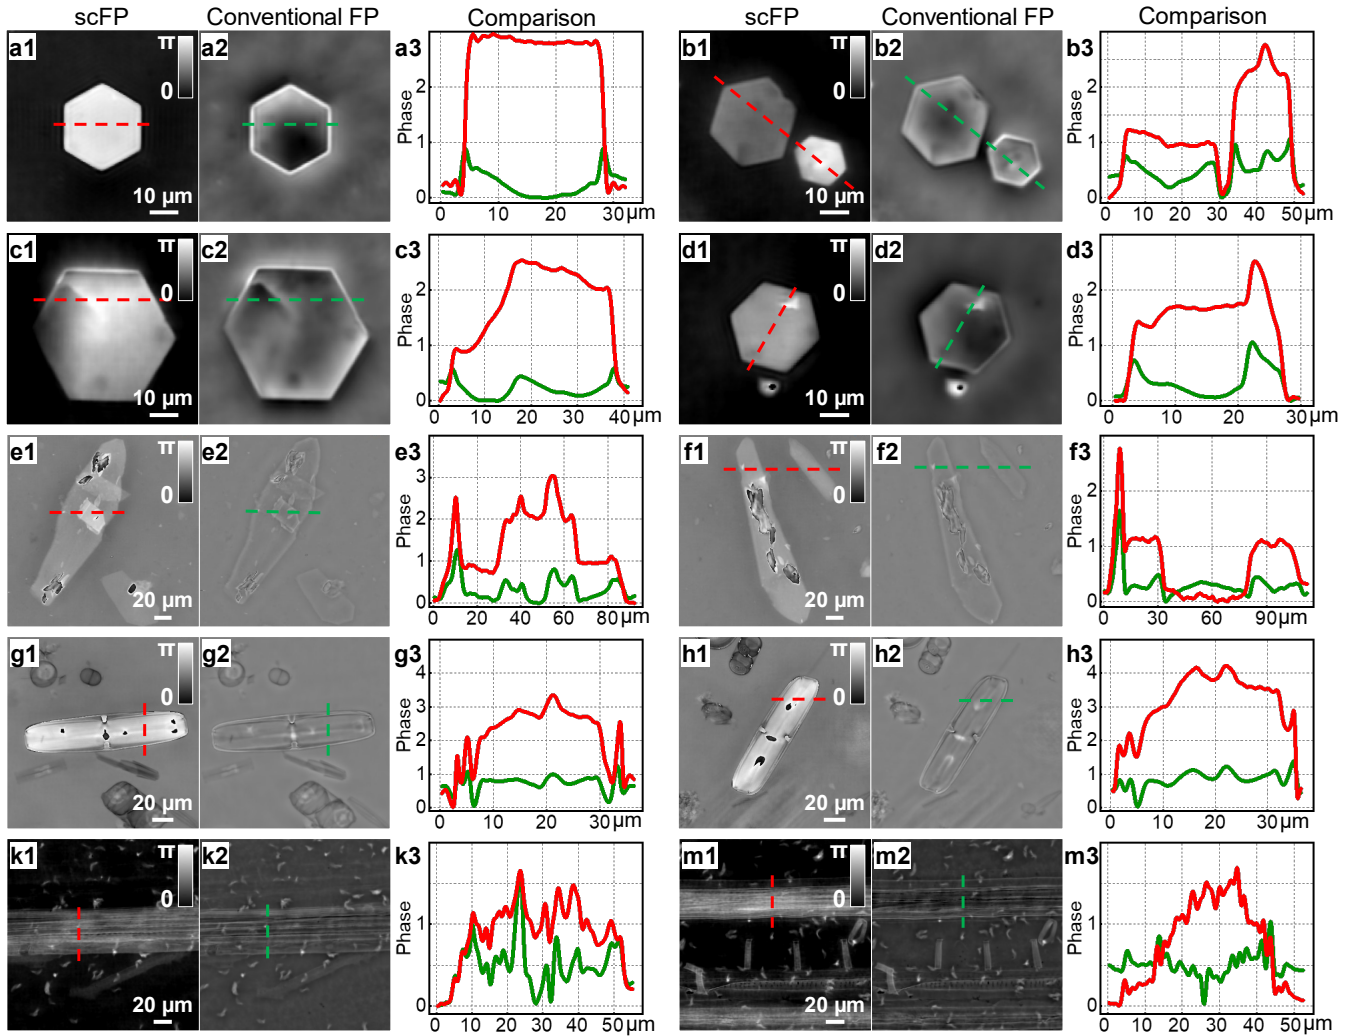 scFP Conventional FP Comparison scFP Conventional FP Comparison
a1 π 0 10 μm a2 a3 Phase 3 2 1 0 0 10 20 30 μm
b1 π 0 10 μm b2 b3 Phase 2 1 0 0 10 20 30 40 50 μm
c1 π 0 10 μm c2 c3 Phase 3 2 1 0 0 10 20 30 40 μm
d1 π 0 10 μm d2 d3 Phase 2 1 0 0 10 20 30 μm
e1 π 0 20 μm e2 e3 Phase 3 2 1 0 0 20 40 60 80 μm
f1 π 0 20 μm f2 f3 Phase 2 1 0 0 30 60 90 μm
g1 π 0 20 μm g2 g3 Phase 4 3 2 1 0 0 10 20 30 μm
h1 π 0 20 μm h2 h3 Phase 4 3 2 1 0 0 10 20 30 μm
k1 π 0 20 μm k2 k3 Phase 1 0 0 10 20 30 40 50 μm
m1 π 0 20 μm m2 m3 Phase 1 0 0 10 20 30 40 50 μm